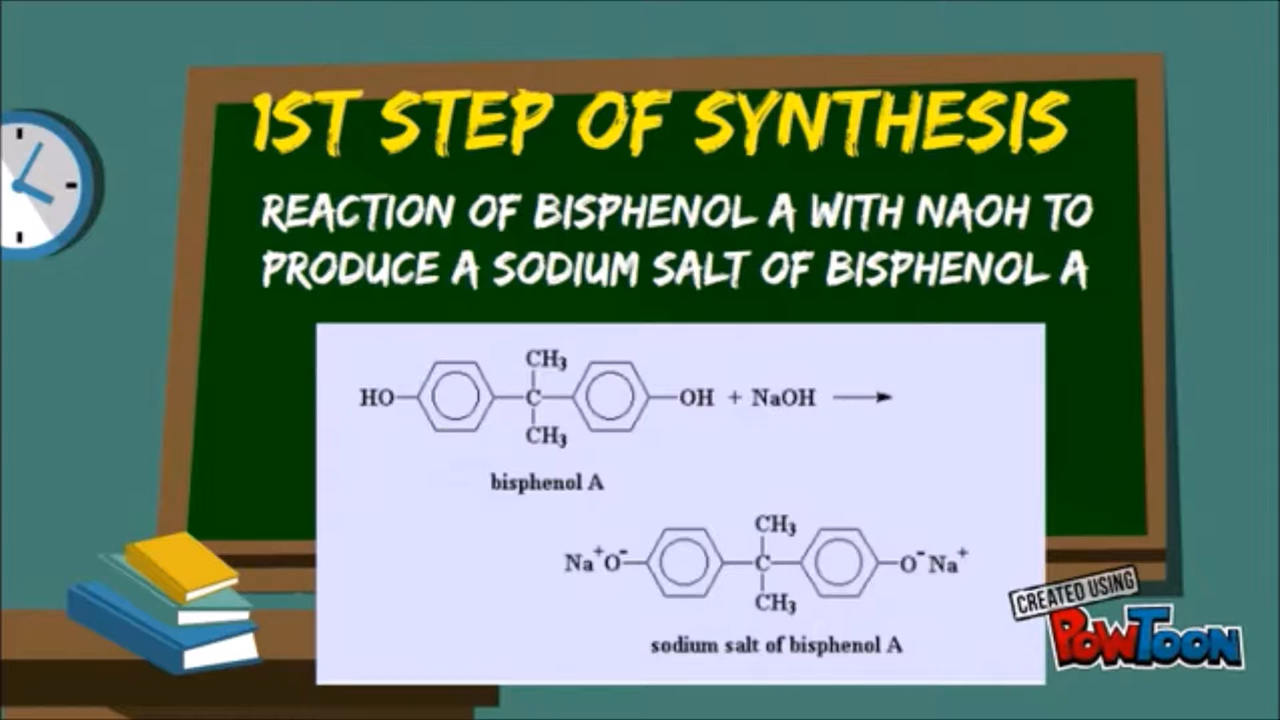 1ST STEP OF SYNTHESIS
REACTION OF BISPHENOL A WITH NAOH TO
PRODUCE A SODIUM SALT OF BISPHENOL A
CH₃
HO C OH + NaOH
CH₃
bisphenol A
CH₃
Na⁺O⁻ C O⁻Na⁺
CH₃
sodium salt of bisphenol A
CREATED USING
POWTOON